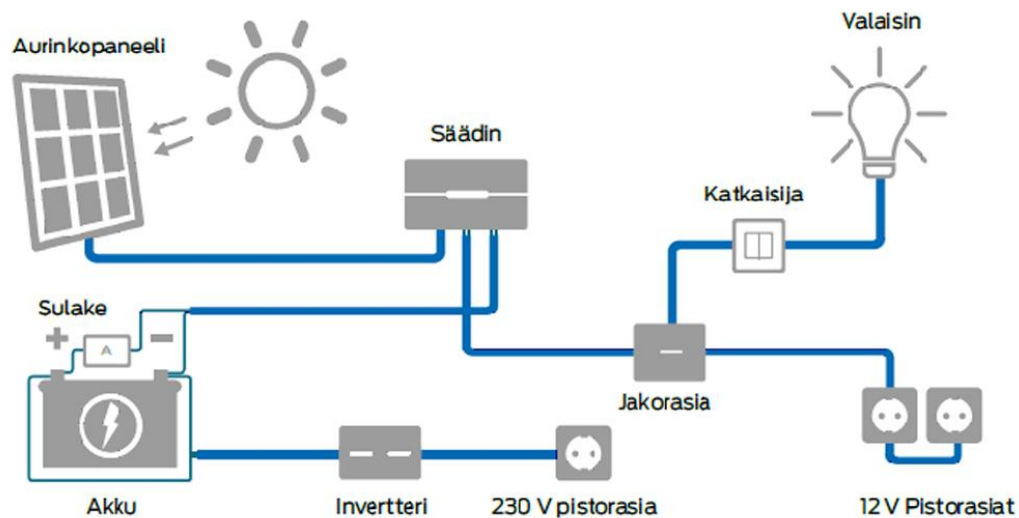 Valaisin
Aurinkopaneeli
Säädin
Katkaisija
Sulake
+ −
A
Jakorasia
Akku
Invertteri
230 V pistorasia
12 V Pistorasiat